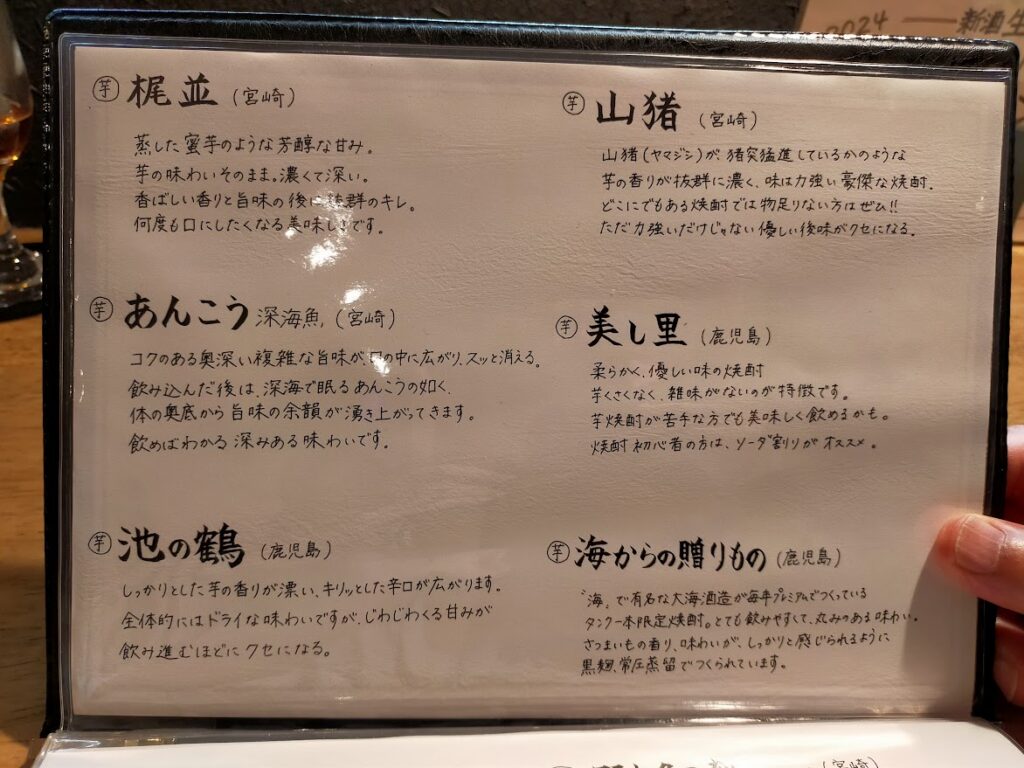 2024 ― 新酒 生
芋 梶並 (宮崎)
蒸した蜜芋のような芳醇な甘み。
芋の味わいそのまま。濃くて深い。
香ばしい香りと旨味の後に抜群のキレ。
何度も口にしたくなる美味しさです。
芋 あんこう 深海魚, (宮崎)
コクのある奥深い複雑な旨味が、口の中に広がり、スッと消える。
飲み込んだ後は、深海で眠るあんこうの如く、
体の奥底から旨味の余韻が湧き上がってきます。
飲めばわかる深みある味わいです。
芋 池の鶴 (鹿児島)
しっかりとした芋の香りが漂い、キリッとした辛口が広がります。
全体的にはドライな味わいですが、じわじわくる甘みが
飲み進むほどにクセになる。
芋 山猪 (宮崎)
山猪(ヤマジシ)が、猪突猛進しているかのような
芋の香りが抜群に濃く、味は力強い豪傑な焼酎.
どこにでもある焼酎では物足りない方はぜひ!!
ただ力強いだけじゃない優しい後味がクセになる.
芋 美し里 (鹿児島)
柔らかく、優しい味の焼酎
芋くさくなく、雑味がないのが特徴です。
芋焼酎が苦手な方でも美味しく飲めるかも。
焼酎初心者の方は、ソーダ割りがオススメ。
芋 海からの贈りもの (鹿児島)
"海„で有名な大海酒造が毎年プレミアムでつくっている
タンク一本限定焼酎。とても飲みやすくて、丸みのある味わい。
さつまいもの香り、味わいが、しっかりと感じられるように
黒麹、常圧蒸留でつくられています。
(宮崎)